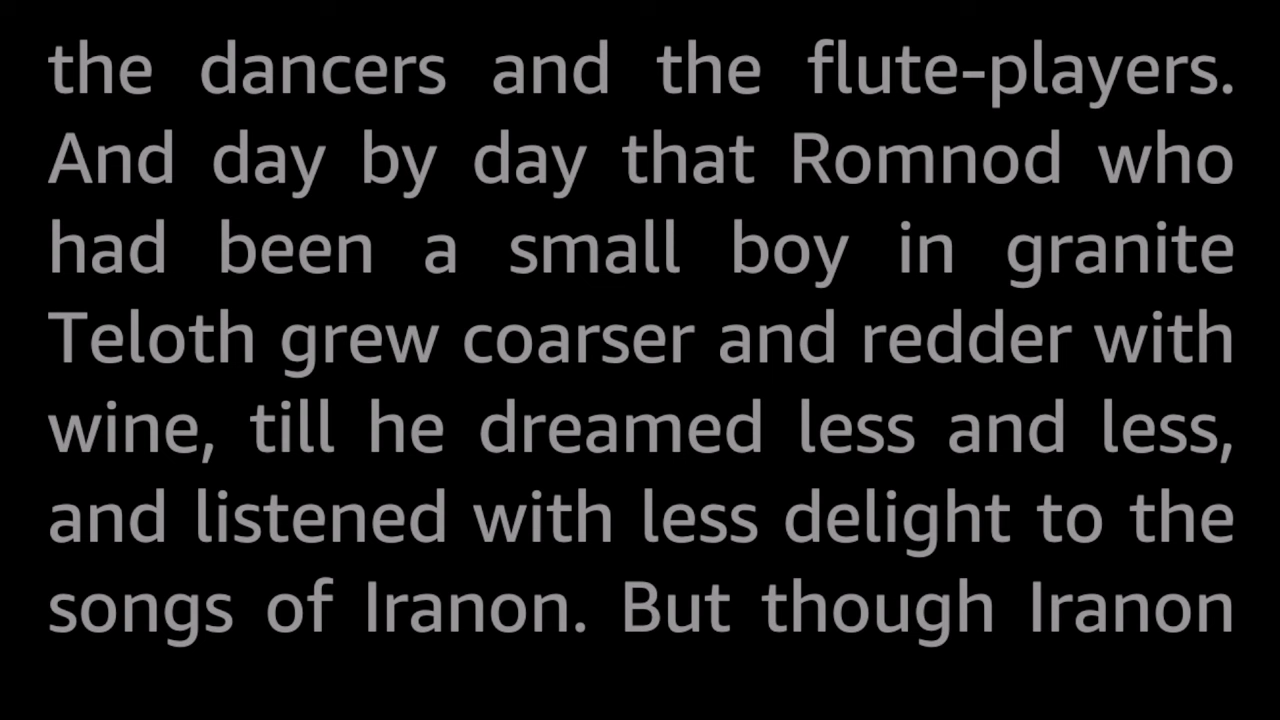 the dancers and the flute-players.
And day by day that Romnod who
had been a small boy in granite
Teloth grew coarser and redder with
wine, till he dreamed less and less,
and listened with less delight to the
songs of Iranon. But though Iranon